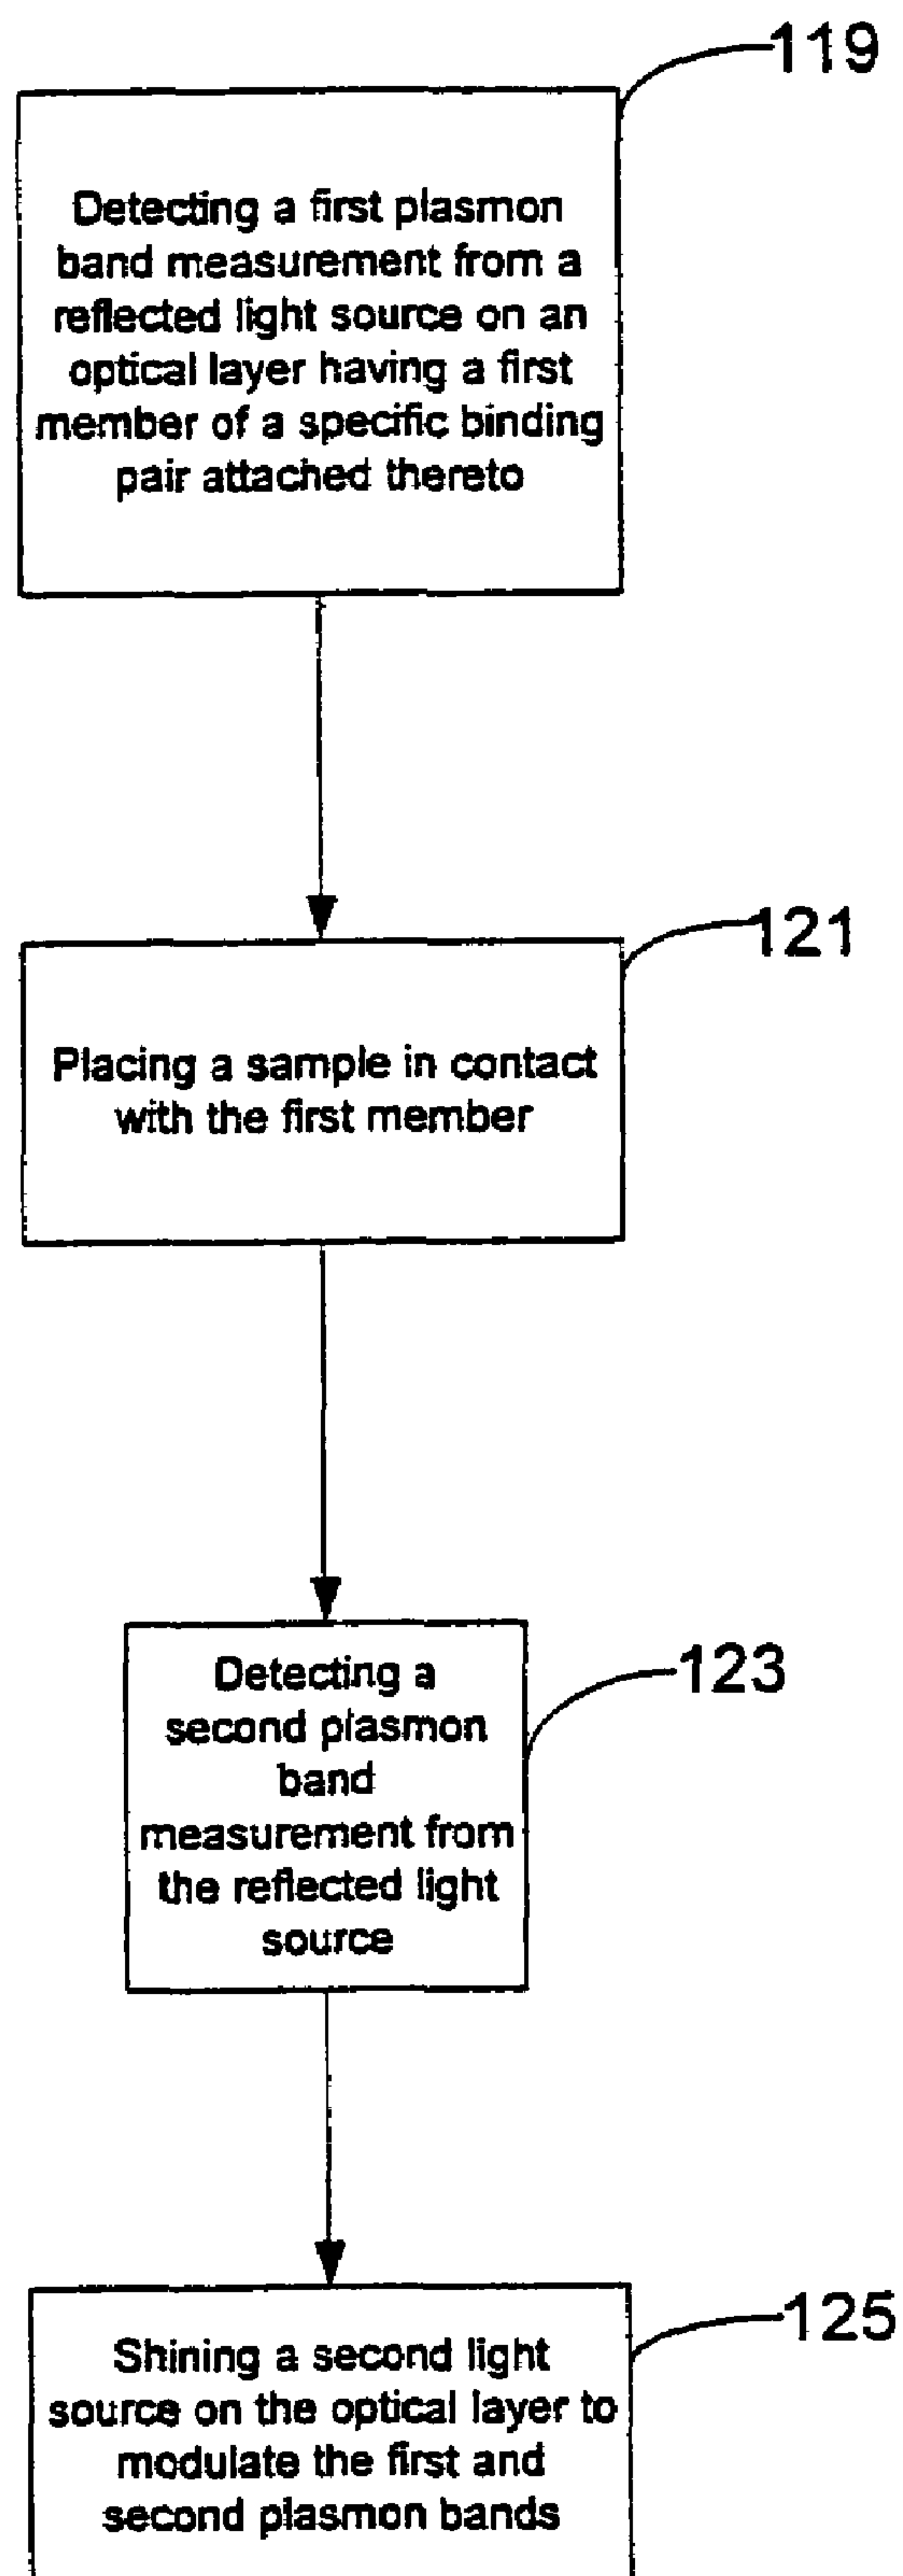 119
Detecting a first plasmon
band measurement from a
reflected light source on an
optical layer having a first
member of a specific binding
pair attached thereto
121
Placing a sample in contact
with the first member
123
Detecting a
second plasmon
band
measurement from
the reflected light
source
125
Shining a second light
source on the optical layer to
modulate the first and
second plasmon bands